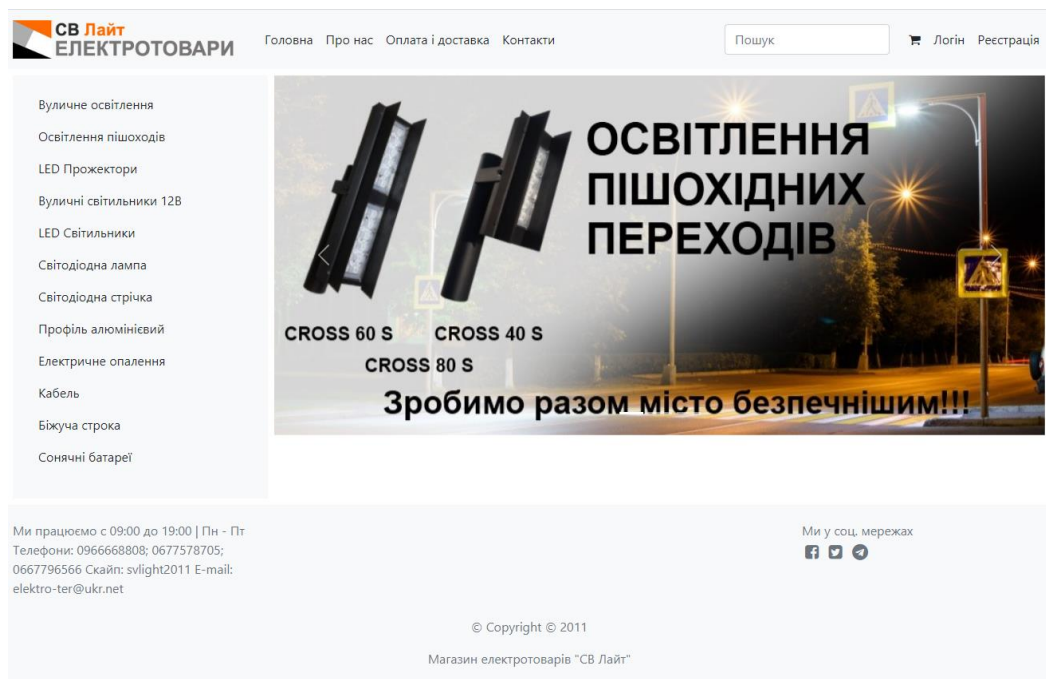 СВ Лайт
ЕЛЕКТРОТОВАРИ
Головна Про нас Оплата і доставка Контакти
Пошук
Логін Реєстрація
Вуличне освітлення
Освітлення пішоходів
LED Прожектори
Вуличні світильники 12В
LED Світильники
Світодіодна лампа
Світодіодна стрічка
Профіль алюмінієвий
Електричне опалення
Кабель
Біжуча строка
Сонячні батареї
ОСВІТЛЕННЯ
ПІШОХІДНИХ
ПЕРЕХОДІВ
CROSS 60 S CROSS 40 S
CROSS 80 S
Зробимо разом місто безпечнішим!!!
Ми працюємо с 09:00 до 19:00 | Пн - Пт
Телефони: 0966668808; 0677578705;
0667796566 Скайп: svlight2011 E-mail:
elektro-ter@ukr.net
Ми у соц. мережах
© Copyright © 2011
Магазин електротоварів "СВ Лайт"